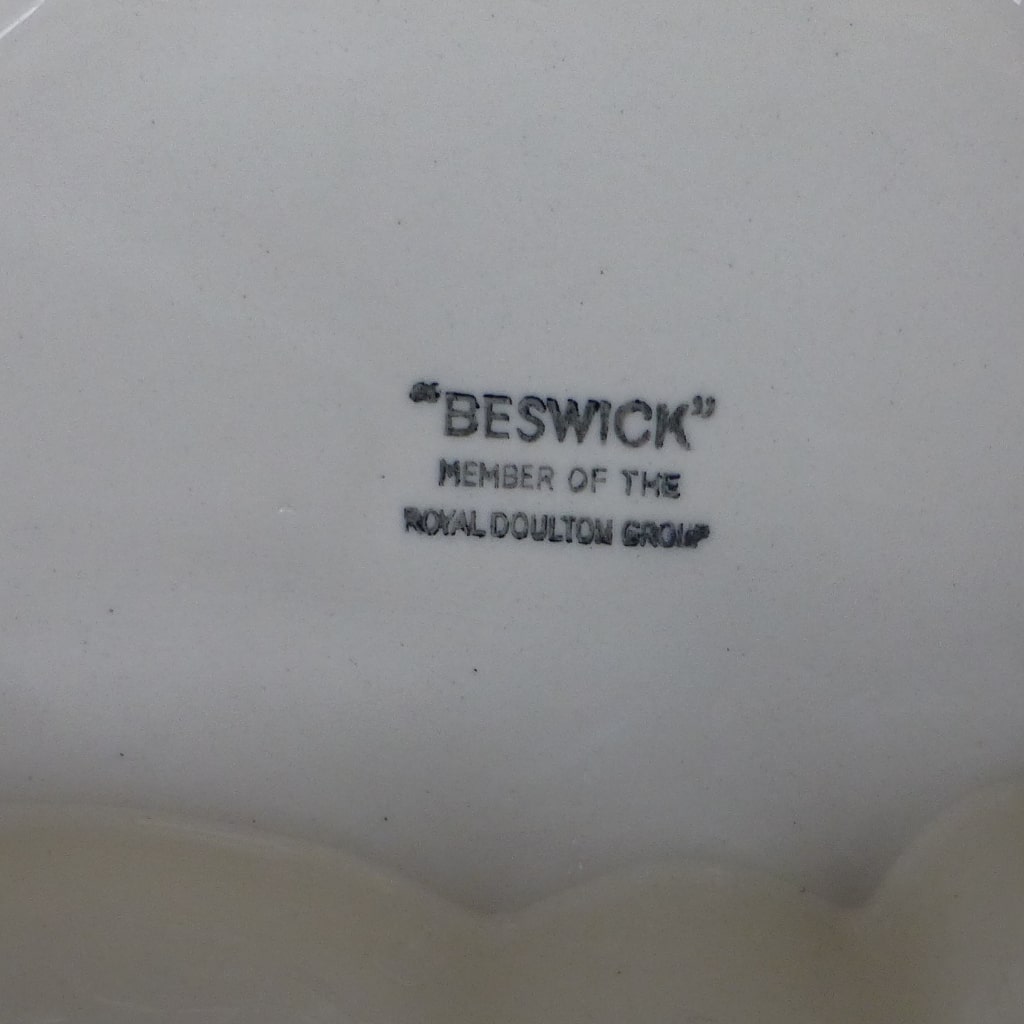 "BESWICK"
MEMBER OF THE
ROYAL DOULTON GROUP